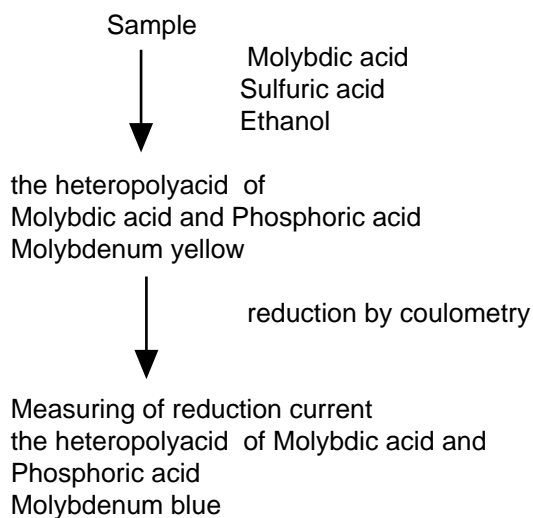 Sample
Molybdic acid
Sulfuric acid
Ethanol
the heteropolyacid of
Molybdic acid and Phosphoric acid
Molybdenum yellow
reduction by coulometry
Measuring of reduction current
the heteropolyacid of Molybdic acid and
Phosphoric acid
Molybdenum blue